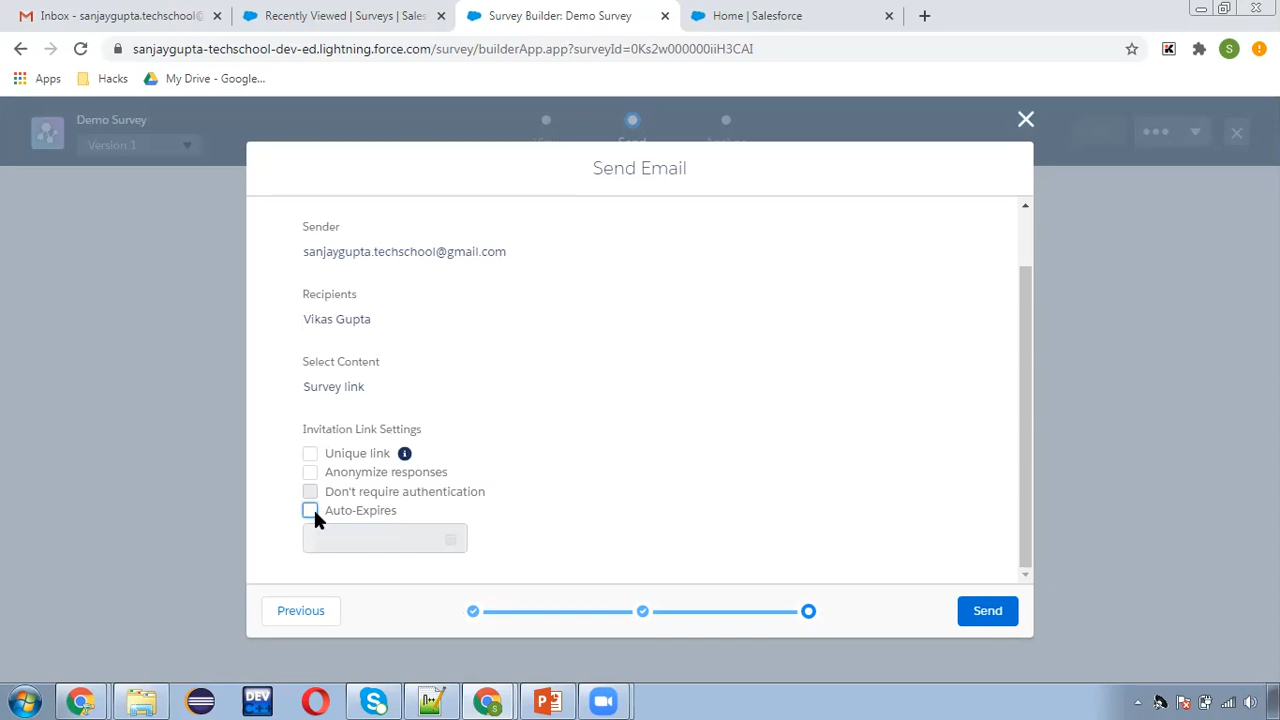 Inbox - sanjaygupta.techschool@ Recently Viewed | Surveys | Sales Survey Builder: Demo Survey Home | Salesforce
sanjaygupta-techschool-dev-ed.lightning.force.com/survey/builderApp.app?surveyId=0Ks2w000000iiH3CAI
S
Apps Hacks My Drive - Google...
Demo Survey
Version 1
Send Email
Sender
sanjaygupta.techschool@gmail.com
Recipients
Vikas Gupta
Select Content
Survey link
Invitation Link Settings
Unique link
Anonymize responses
Don't require authentication
Auto-Expires
Previous
Send
DEV
C++